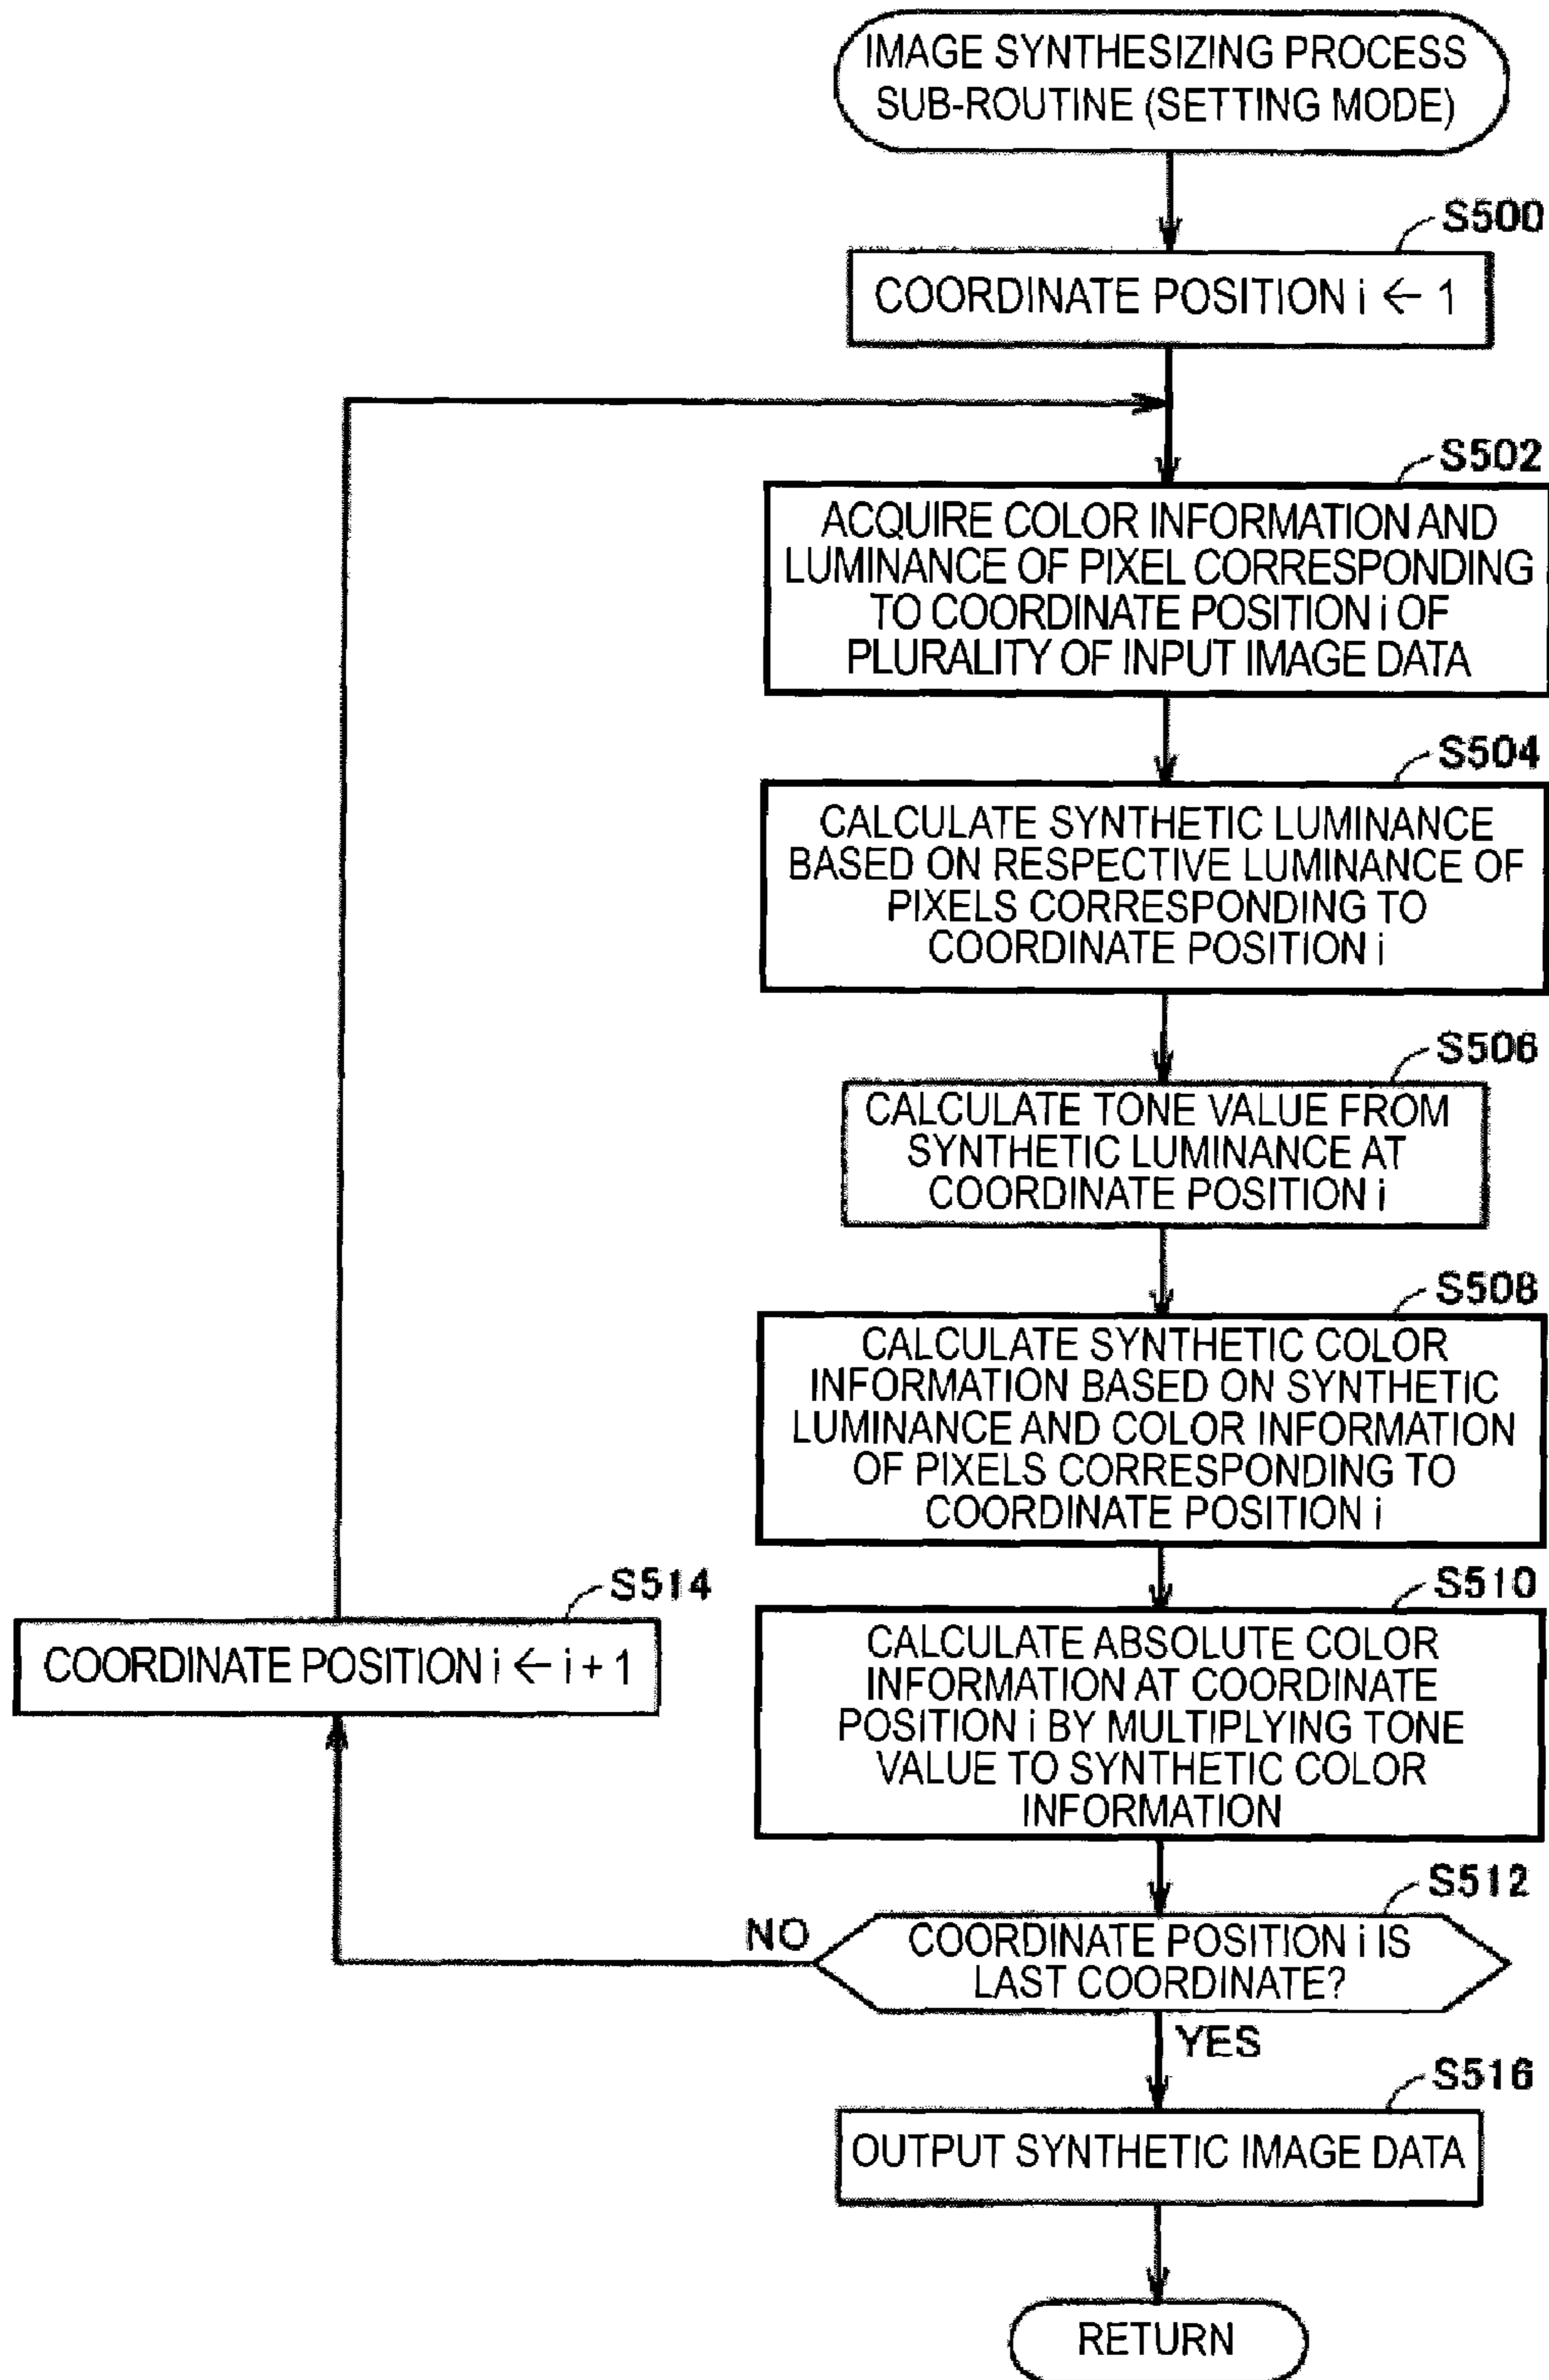 IMAGE SYNTHESIZING PROCESS
SUB-ROUTINE (SETTING MODE)
S500
COORDINATE POSITION i ← 1
S502
ACQUIRE COLOR INFORMATION AND
LUMINANCE OF PIXEL CORRESPONDING
TO COORDINATE POSITION i OF
PLURALITY OF INPUT IMAGE DATA
S504
CALCULATE SYNTHETIC LUMINANCE
BASED ON RESPECTIVE LUMINANCE OF
PIXELS CORRESPONDING TO
COORDINATE POSITION i
S506
CALCULATE TONE VALUE FROM
SYNTHETIC LUMINANCE AT
COORDINATE POSITION i
S508
CALCULATE SYNTHETIC COLOR
INFORMATION BASED ON SYNTHETIC
LUMINANCE AND COLOR INFORMATION
OF PIXELS CORRESPONDING TO
COORDINATE POSITION i
S510
CALCULATE ABSOLUTE COLOR
INFORMATION AT COORDINATE
POSITION i BY MULTIPLYING TONE
VALUE TO SYNTHETIC COLOR
INFORMATION
S514
COORDINATE POSITION i ← i + 1
S512
COORDINATE POSITION i IS
LAST COORDINATE?
NO
YES
S516
OUTPUT SYNTHETIC IMAGE DATA
RETURN